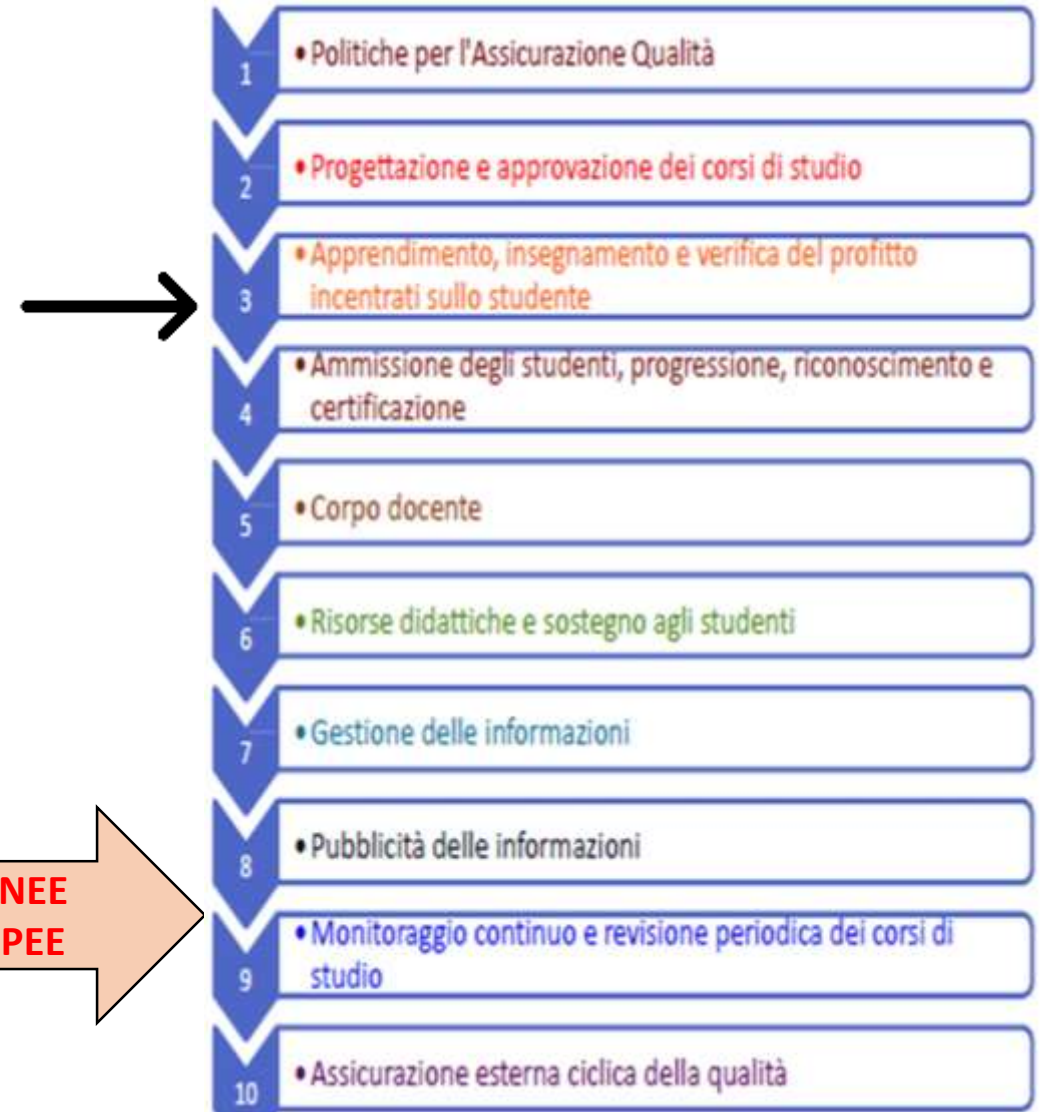 1
• Politiche per l'Assicurazione Qualità
2
• Progettazione e approvazione dei corsi di studio
3
• Apprendimento, insegnamento e verifica del profitto
incentrati sullo studente
4
• Ammissione degli studenti, progressione, riconoscimento e
certificazione
5
• Corpo docente
6
• Risorse didattiche e sostegno agli studenti
7
• Gestione delle informazioni
8
• Pubblicità delle informazioni
NEE
PEE
9
• Monitoraggio continuo e revisione periodica dei corsi di
studio
10
• Assicurazione esterna ciclica della qualità